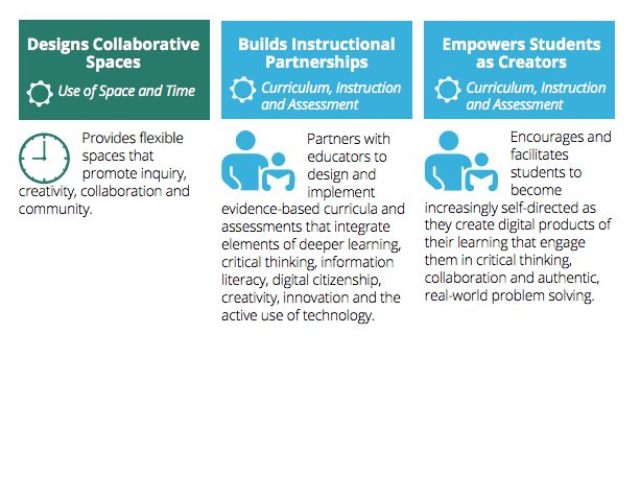 Designs Collaborative
Spaces
Use of Space and Time
Provides flexible
spaces that
promote inquiry,
creativity, collaboration and
community.
Builds Instructional
Partnerships
Curriculum, Instruction
and Assessment
Partners with
educators to
design and
implement
evidence-based curricula and
assessments that integrate
elements of deeper learning,
critical thinking, information
literacy, digital citizenship,
creativity, innovation and the
active use of technology.
Empowers Students
as Creators
Curriculum, Instruction
and Assessment
Encourages and
facilitates
students to
become
increasingly self-directed as
they create digital products of
their learning that engage
them in critical thinking,
collaboration and authentic,
real-world problem solving.